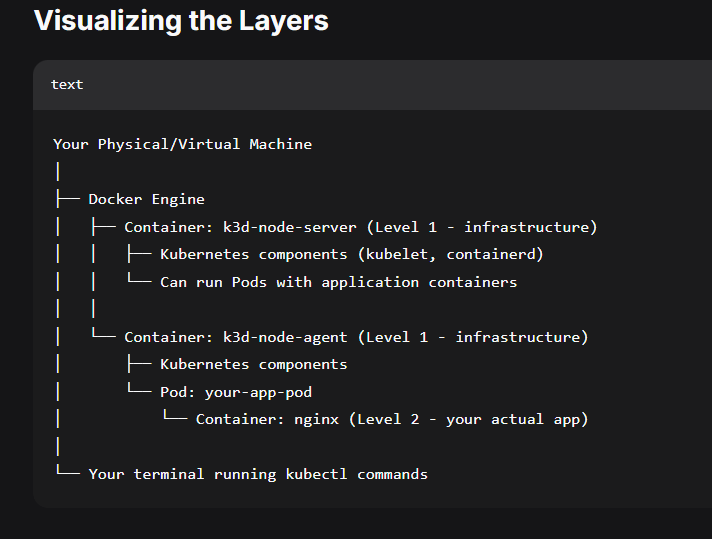 Visualizing the Layers
text
Your Physical/Virtual Machine
│
├── Docker Engine
│   ├── Container: k3d-node-server (Level 1 - infrastructure)
│   │   ├── Kubernetes components (kubelet, containerd)
│   │   └── Can run Pods with application containers
│   │
│   └── Container: k3d-node-agent (Level 1 - infrastructure)
│       ├── Kubernetes components
│       └── Pod: your-app-pod
│           └── Container: nginx (Level 2 - your actual app)
│
└── Your terminal running kubectl commands